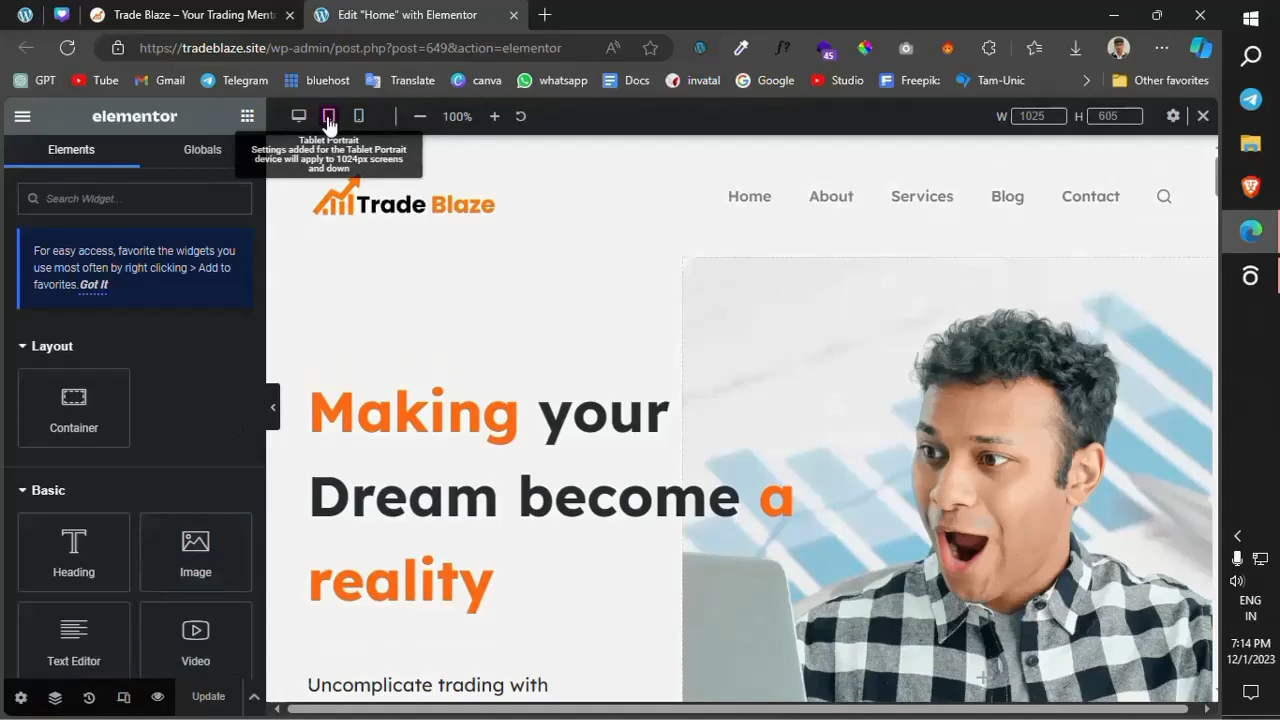 Trade Blaze – Your Trading Mento
Edit "Home" with Elementor
https://tradeblaze.site/wp-admin/post.php?post=649&action=elementor
45
GPT
Tube
Gmail
Telegram
bluehost
Translate
canva
whatsapp
Docs
invatal
Google
Studio
Freepik:
Tam-Unic
Other favorites
elementor
100%
W 1025
H 605
Tablet Portrait
Settings added for the Tablet Portrait
device will apply to 1024px screens
and down
Elements
Globals
Search Widget...
For easy access, favorite the widgets you
use most often by right clicking > Add to
favorites. Got It
Layout
Container
Basic
Heading
Image
Text Editor
Video
Update
Trade Blaze
Home
About
Services
Blog
Contact
Making your
Dream become a
reality
Uncomplicate trading with
ENG
IN
7:14 PM
12/1/2023